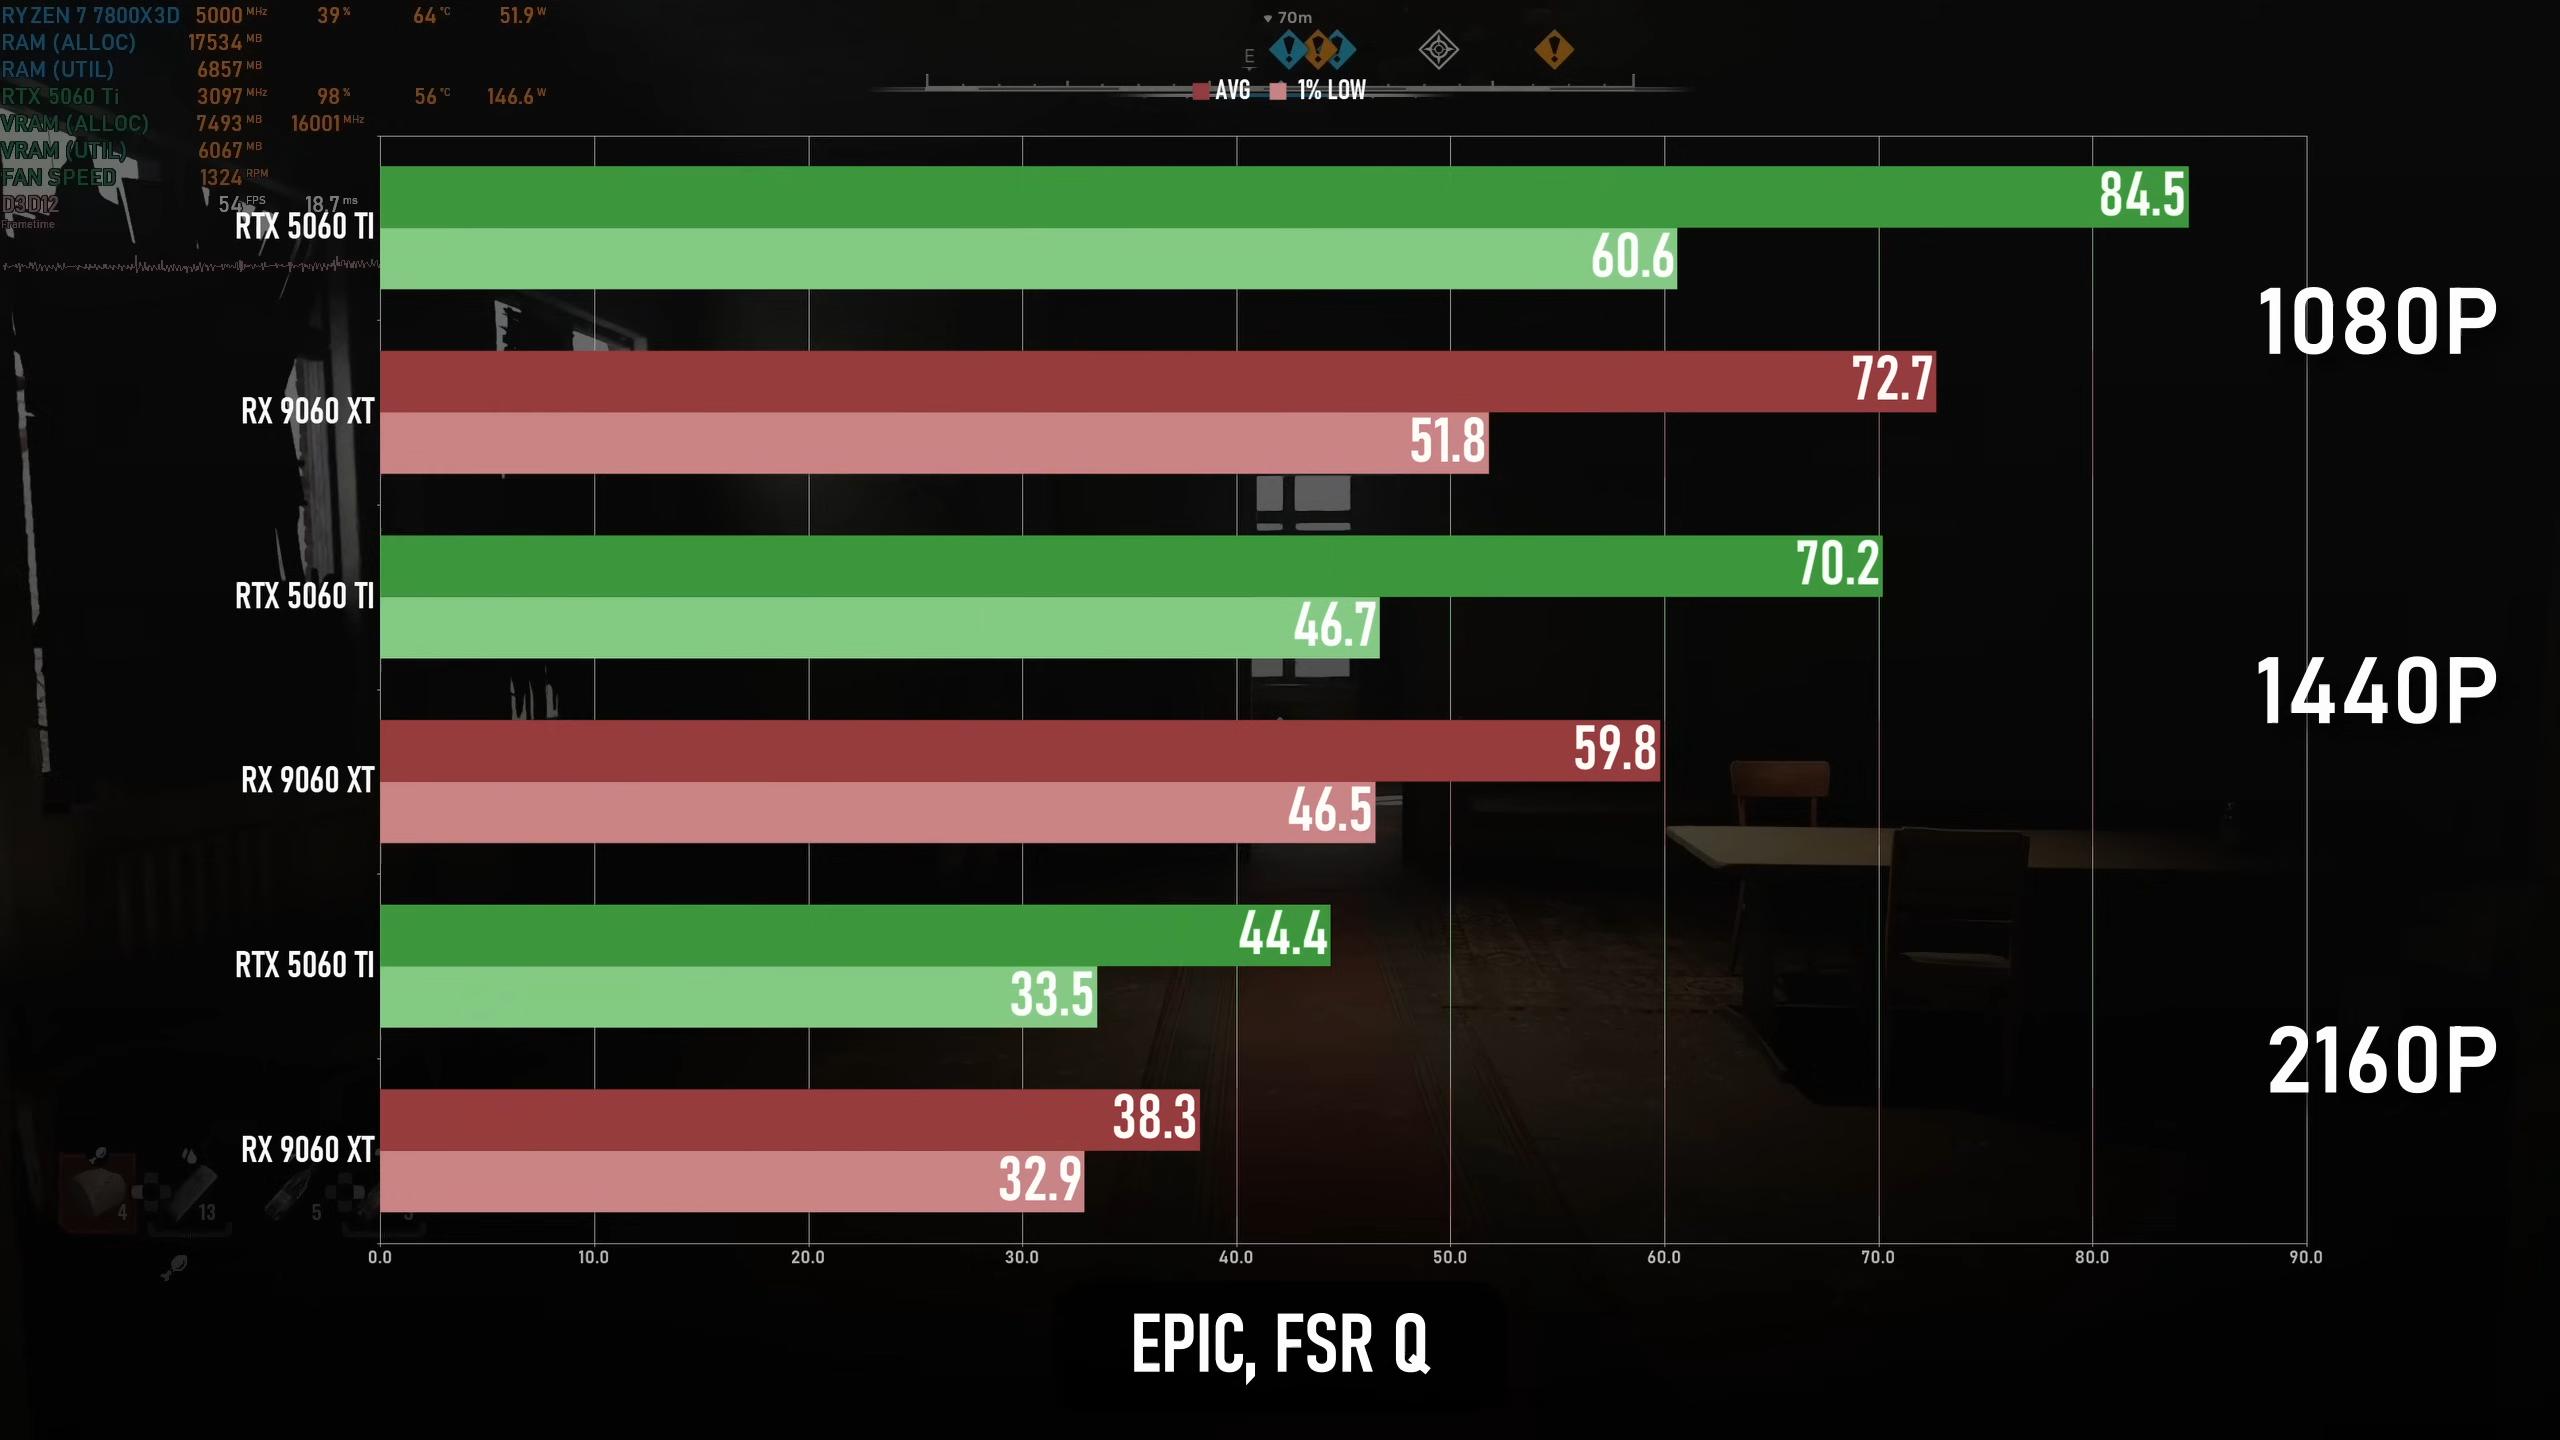 RYZEN 7 7800X3D 5000 MHz 39 % 64 °C 51.9 W
RAM (ALLOC) 17534 MB
RAM (UTIL) 6857 MB
RTX 5060 Ti 3097 MHz 98 % 56 °C 146.6 W
VRAM (ALLOC) 7493 MB 16001 MHz
VRAM (UTIL) 6067 MB
FAN SPEED 1324 RPM
D3D12 54 FPS 18.7 ms
Frametime
70m
E
AVG 1% LOW
RTX 5060 TI
84.5
60.6
1080P
RX 9060 XT
72.7
51.8
RTX 5060 TI
70.2
46.7
1440P
RX 9060 XT
59.8
46.5
RTX 5060 TI
44.4
33.5
2160P
RX 9060 XT
38.3
32.9
4 13 5
0.0 10.0 20.0 30.0 40.0 50.0 60.0 70.0 80.0 90.0
EPIC, FSR Q